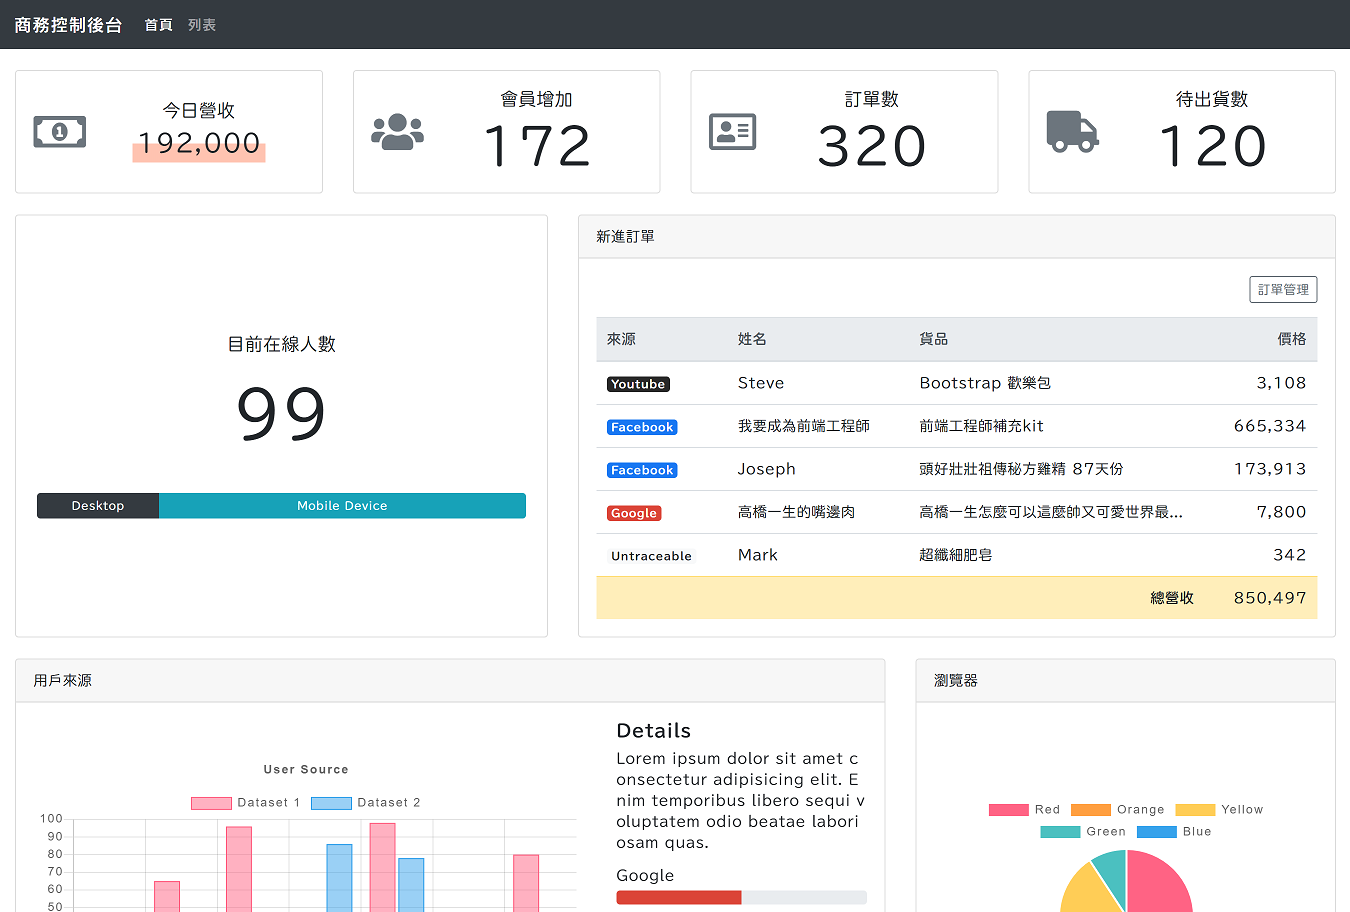 商務控制後台 首頁 列表
今日營收
192,000
會員增加
172
訂單數
320
待出貨數
120
目前在線人數
99
Desktop Mobile Device
新進訂單
訂單管理
來源 姓名 貨品 價格
Youtube Steve Bootstrap 歡樂包 3,108
Facebook 我要成為前端工程師 前端工程師補充kit 665,334
Facebook Joseph 頭好壯壯祖傳秘方雞精 87天份 173,913
Google 高橋一生的嘴邊肉 高橋一生怎麼可以這麼帥又可愛世界最... 7,800
Untraceable Mark 超纖細肥皂 342
總營收 850,497
用戶來源
User Source
Dataset 1 Dataset 2
100
90
80
70
60
50
Details
Lorem ipsum dolor sit amet c
onsectetur adipisicing elit. E
nim temporibus libero sequi v
oluptatem odio beatae labori
osam quas.
Google
瀏覽器
Red Orange Yellow
Green Blue